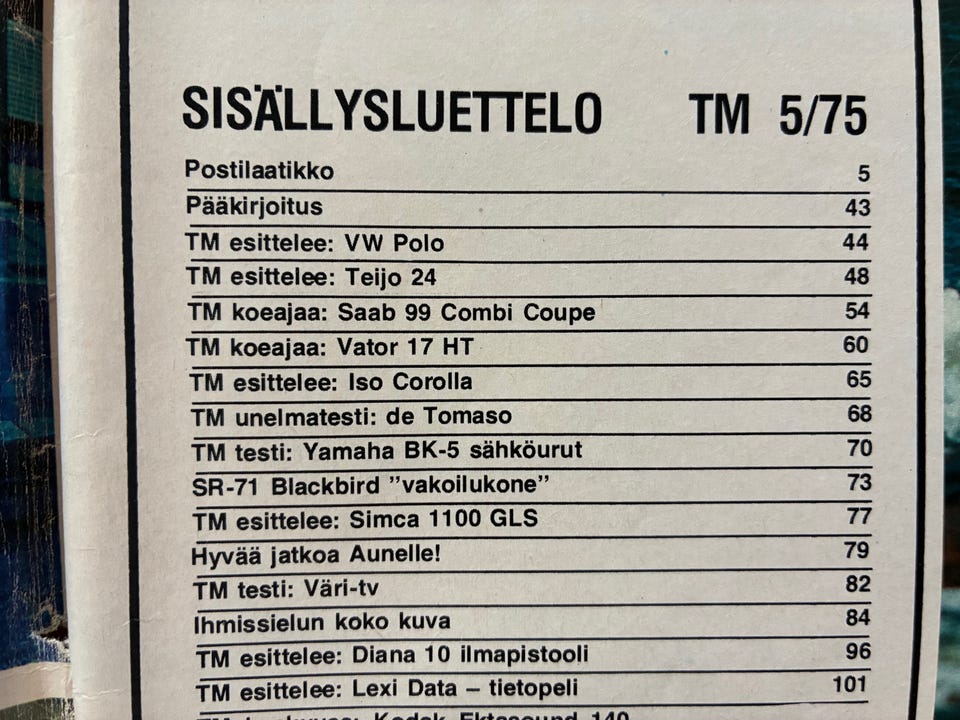 SISÄLLYSLUETTELO TM 5/75
Postilaatikko 5
Pääkirjoitus 43
TM esittelee: VW Polo 44
TM esittelee: Teijo 24 48
TM koeajaa: Saab 99 Combi Coupe 54
TM koeajaa: Vator 17 HT 60
TM esittelee: Iso Corolla 65
TM unelmatesti: de Tomaso 68
TM testi: Yamaha BK-5 sähköurut 70
SR-71 Blackbird ”vakoilukone” 73
TM esittelee: Simca 1100 GLS 77
Hyvää jatkoa Aunelle! 79
TM testi: Väri-tv 82
Ihmissielun koko kuva 84
TM esittelee: Diana 10 ilmapistooli 96
TM esittelee: Lexi Data – tietopeli 101
Kodak Ektasound 140